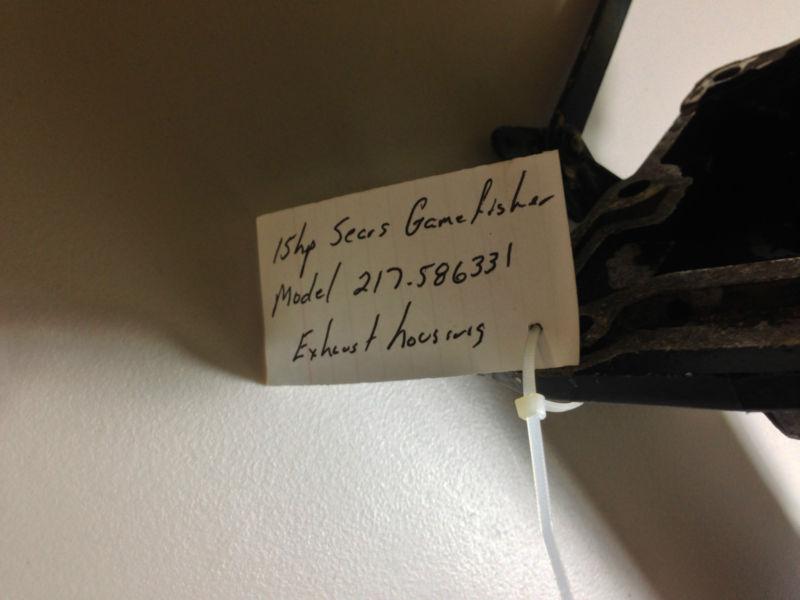 15hp Sears Gamefisher
Model 217.586331
Exhaust housing